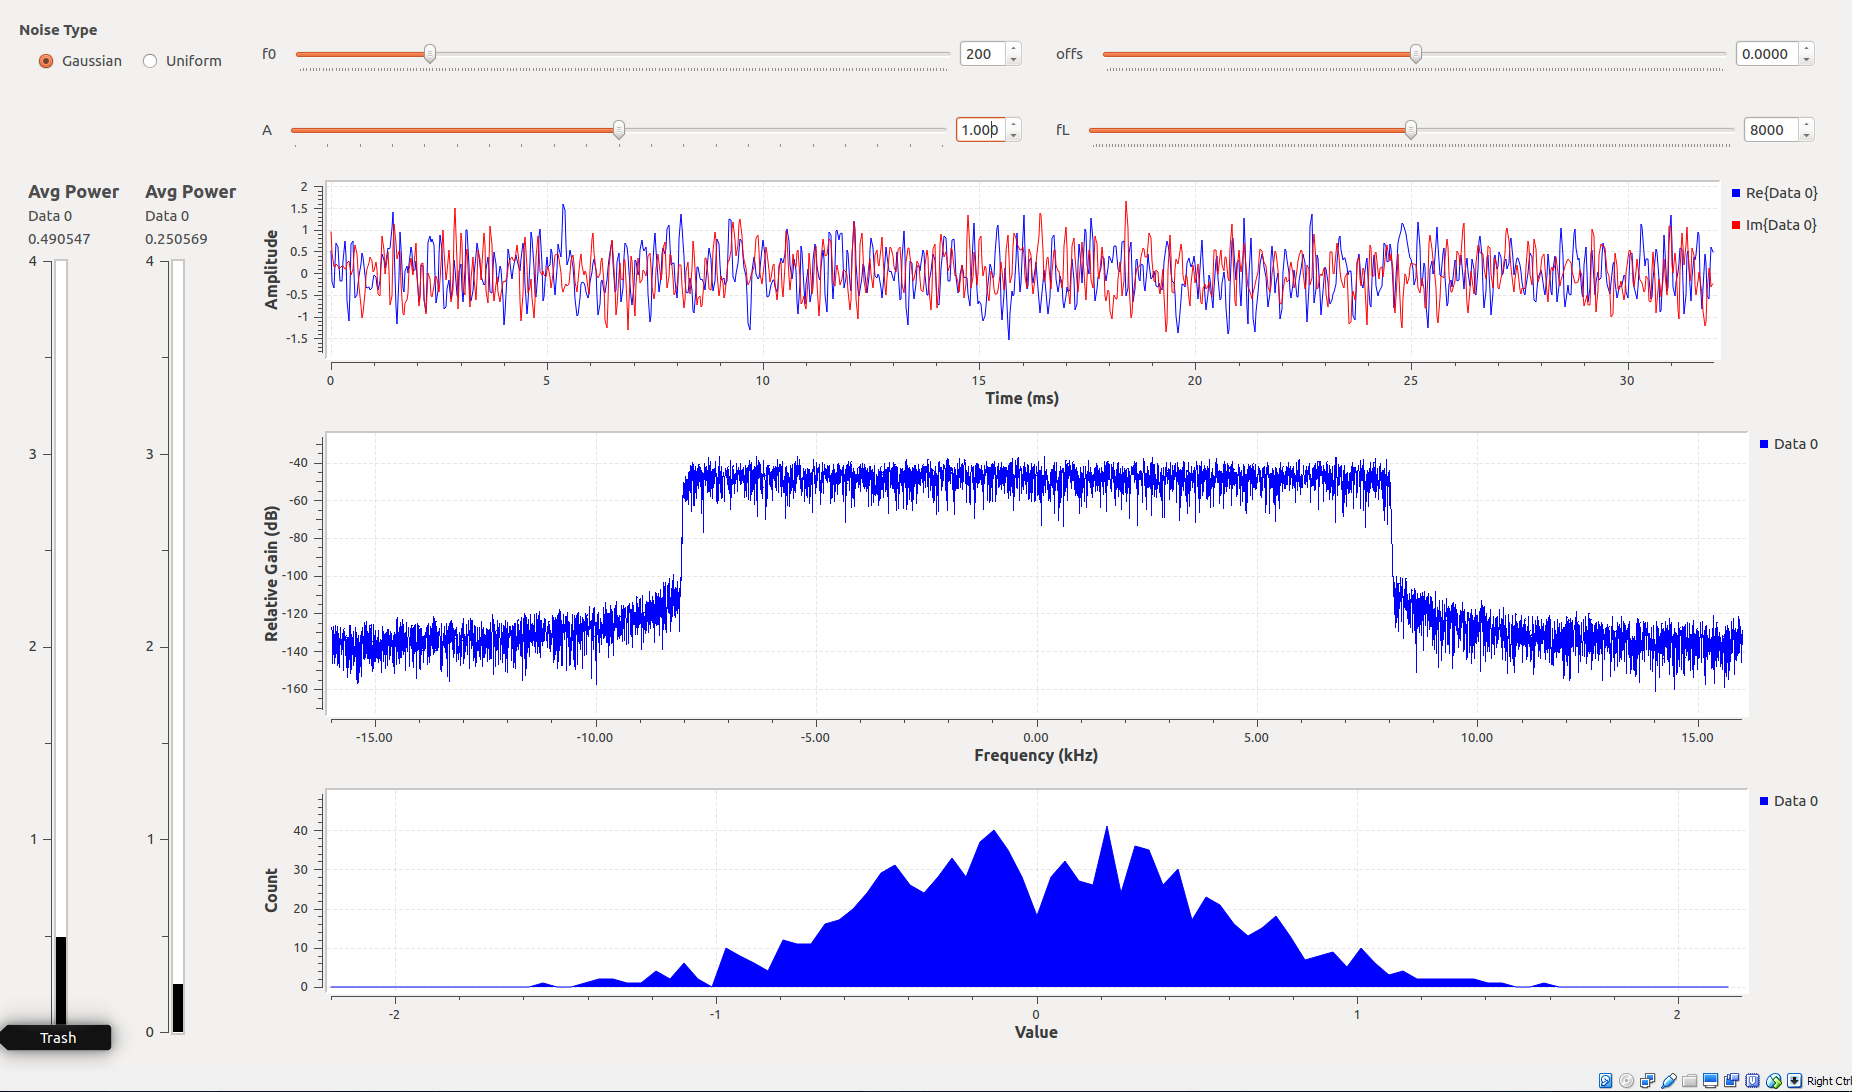 Noise Type
Gaussian Uniform
f0 200 offs 0.0000
A 1.000 fL 8000
Avg Power Avg Power
Data 0 Data 0
0.490547 0.250569
4 4
3 3
2 2
1 1
0
Trash
Amplitude
2
1.5
1
0.5
0
-0.5
-1
-1.5
0 5 10 15 20 25 30
Time (ms)
Re{Data 0}
Im{Data 0}
Relative Gain (dB)
-40
-60
-80
-100
-120
-140
-160
-15.00 -10.00 -5.00 0.00 5.00 10.00 15.00
Frequency (kHz)
Data 0
Count
40
30
20
10
0
-2 -1 0 1 2
Value
Data 0
Right Ctrl